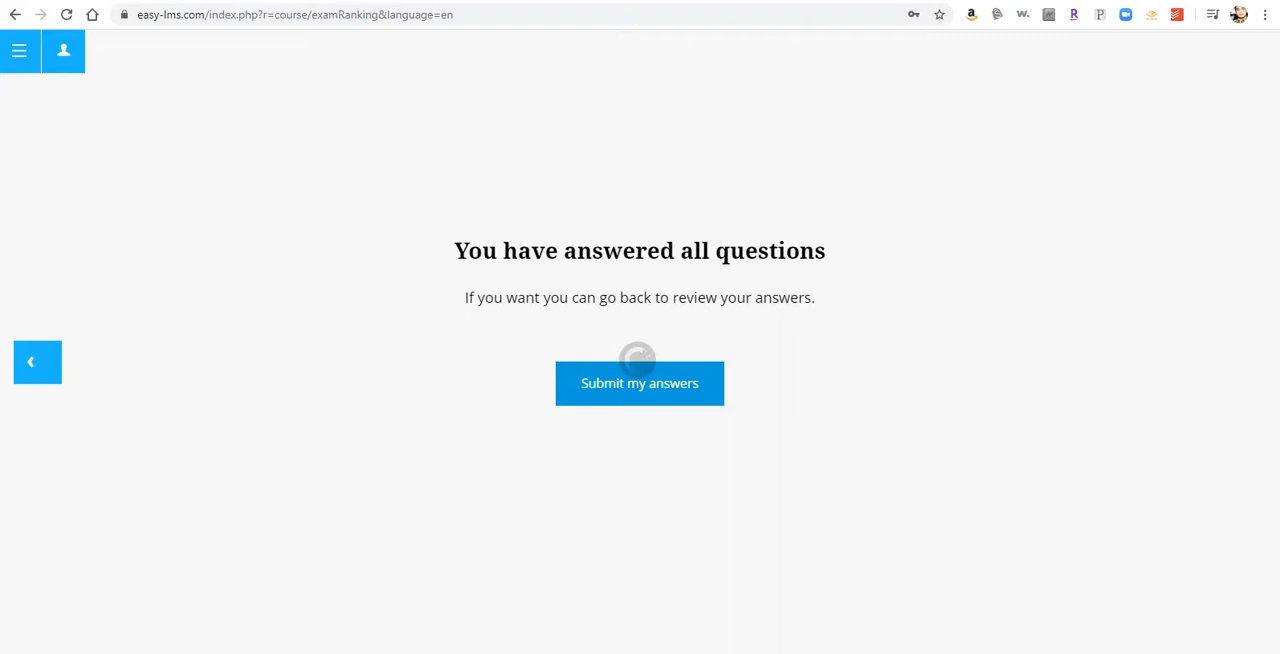 easy-lms.com/index.php?r=course/examRanking&language=en
You have answered all questions
If you want you can go back to review your answers.
Submit my answers